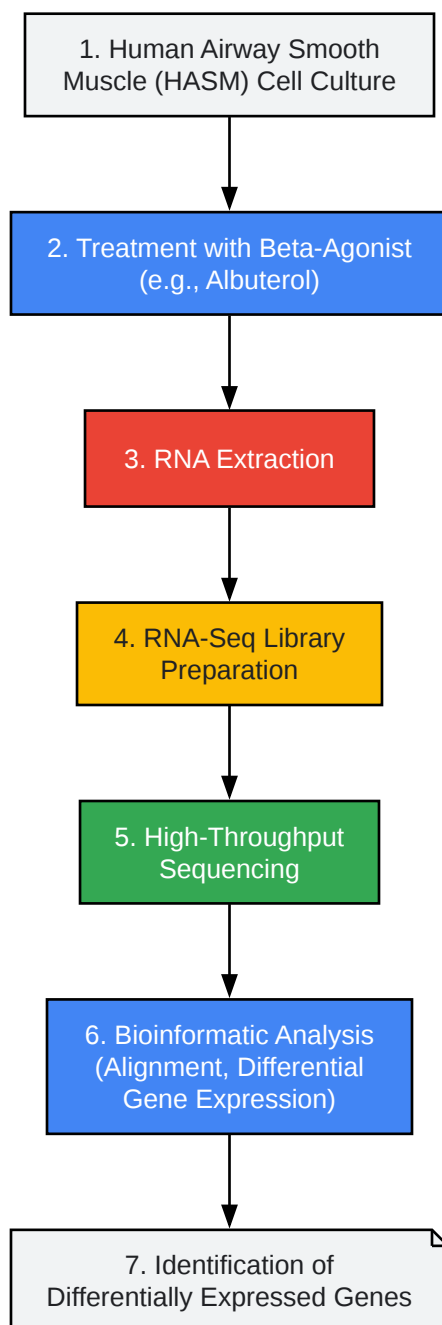 1. Human Airway Smooth
Muscle (HASM) Cell Culture
2. Treatment with Beta-Agonist
(e.g., Albuterol)
3. RNA Extraction
4. RNA-Seq Library
Preparation
5. High-Throughput
Sequencing
6. Bioinformatic Analysis
(Alignment, Differential
Gene Expression)
7. Identification of
Differentially Expressed Genes